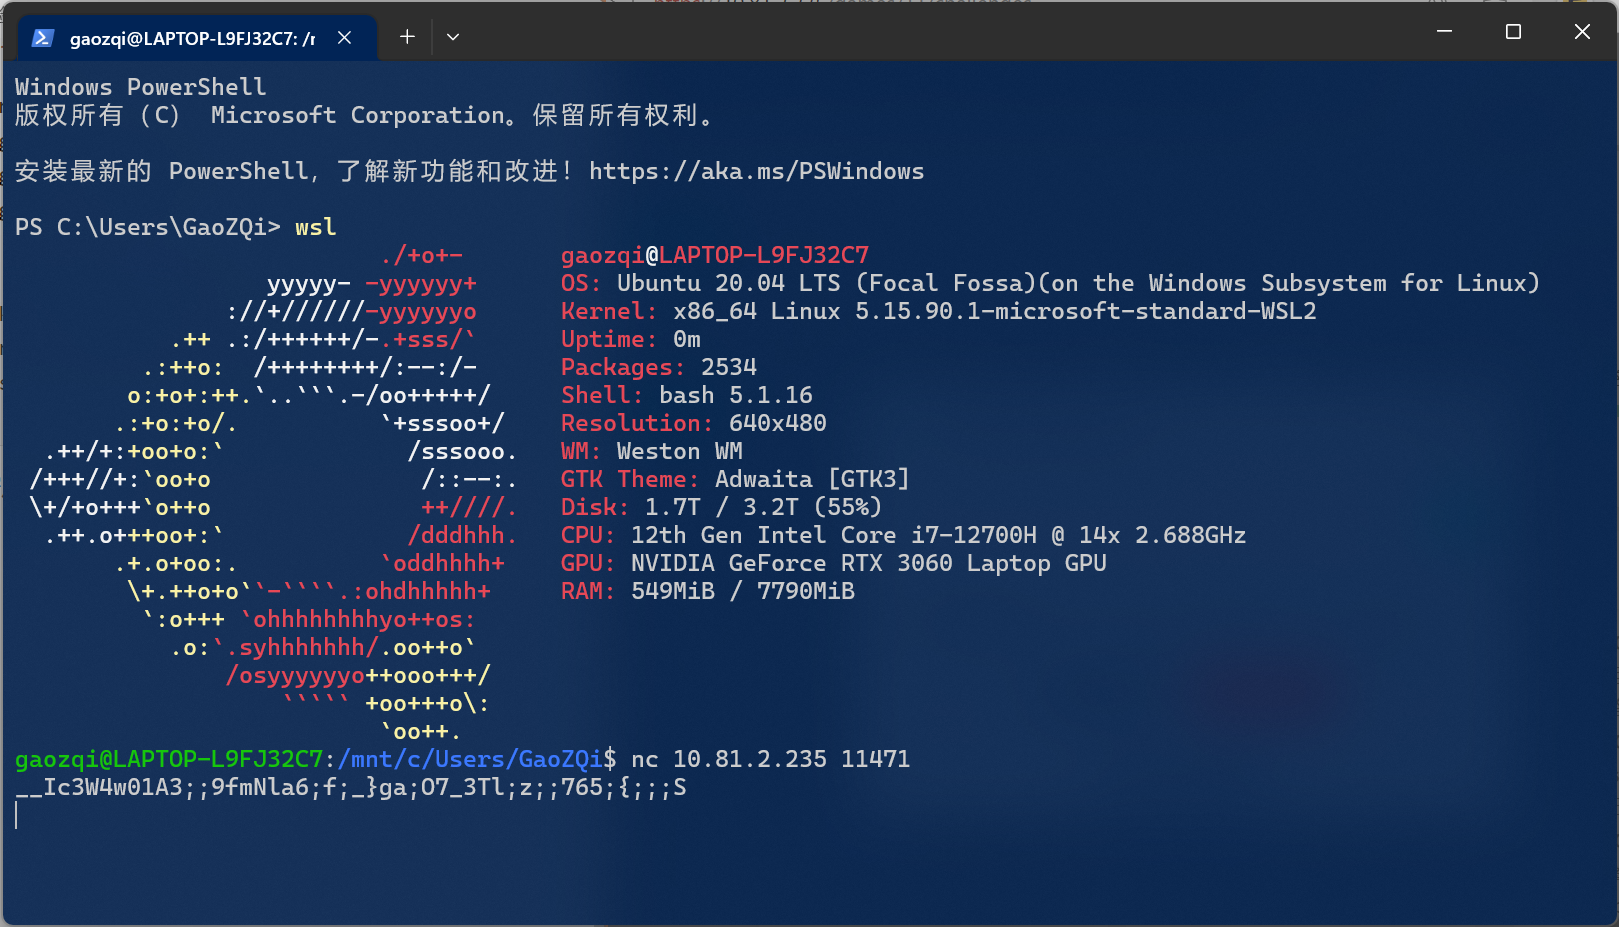 gaozqi@LAPTOP-L9FJ32C7: /r
Windows PowerShell
版权所有 (C) Microsoft Corporation。保留所有权利。
安装最新的 PowerShell，了解新功能和改进！https://aka.ms/PSWindows
PS C:\Users\GaoZQi> wsl
./+o+- gaozqi@LAPTOP-L9FJ32C7
yyyyy- -yyyyyy+ OS: Ubuntu 20.04 LTS (Focal Fossa)(on the Windows Subsystem for Linux)
://+//////-yyyyyyo Kernel: x86_64 Linux 5.15.90.1-microsoft-standard-WSL2
.++ .:/++++++/-.+sss/` Uptime: 0m
.:++o: /++++++++/:--:/- Packages: 2534
o:+o+:++.`..```.-/oo+++++/ Shell: bash 5.1.16
.:+o:+o/. `+sssoo+/ Resolution: 640x480
.++/+:+oo+o:` /sssooo. WM: Weston WM
/+++//+:`oo+o /::--:. GTK Theme: Adwaita [GTK3]
\+/+o+++`o++o ++////. Disk: 1.7T / 3.2T (55%)
.++.o+++oo+:` /dddhhh. CPU: 12th Gen Intel Core i7-12700H @ 14x 2.688GHz
.+.o+oo:. `oddhhhh+ GPU: NVIDIA GeForce RTX 3060 Laptop GPU
\+.++o+o``-````.:ohdhhhhh+ RAM: 549MiB / 7790MiB
`:o+++ `ohhhhhhhhyo++os:
.o:`.syhhhhhhh/.oo++o`
/osyyyyyyo++ooo+++/
````` +oo+++o\:
`oo++.
gaozqi@LAPTOP-L9FJ32C7:/mnt/c/Users/GaoZQi$ nc 10.81.2.235 11471
__Ic3W4w01A3;;9fmNla6;f;_}ga;O7_3Tl;z;;765;{;;;S